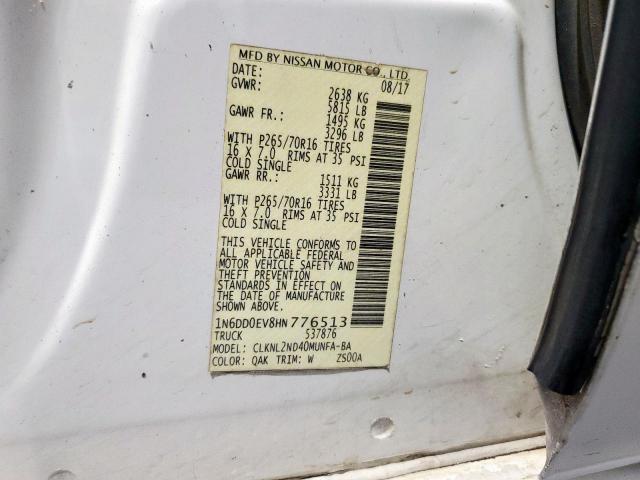 MFD BY NISSAN MOTOR CO., LTD.
DATE: 08/17
GVWR: 2638 KG
5815 LB
GAWR FR.: 1495 KG
3296 LB
WITH P265/70R16 TIRES
16 X 7.0 RIMS AT 35 PSI
COLD SINGLE
GAWR RR.: 1511 KG
3331 LB
WITH P265/70R16 TIRES
16 X 7.0 RIMS AT 35 PSI
COLD SINGLE
THIS VEHICLE CONFORMS TO
ALL APPLICABLE FEDERAL
MOTOR VEHICLE SAFETY AND
THEFT PREVENTION
STANDARDS IN EFFECT ON
THE DATE OF MANUFACTURE
SHOWN ABOVE.
1N6DD0EV8HN776513
TRUCK 537876
MODEL: CLKNL2ND40MUNFA-BA
COLOR: QAK TRIM: W ZS00A